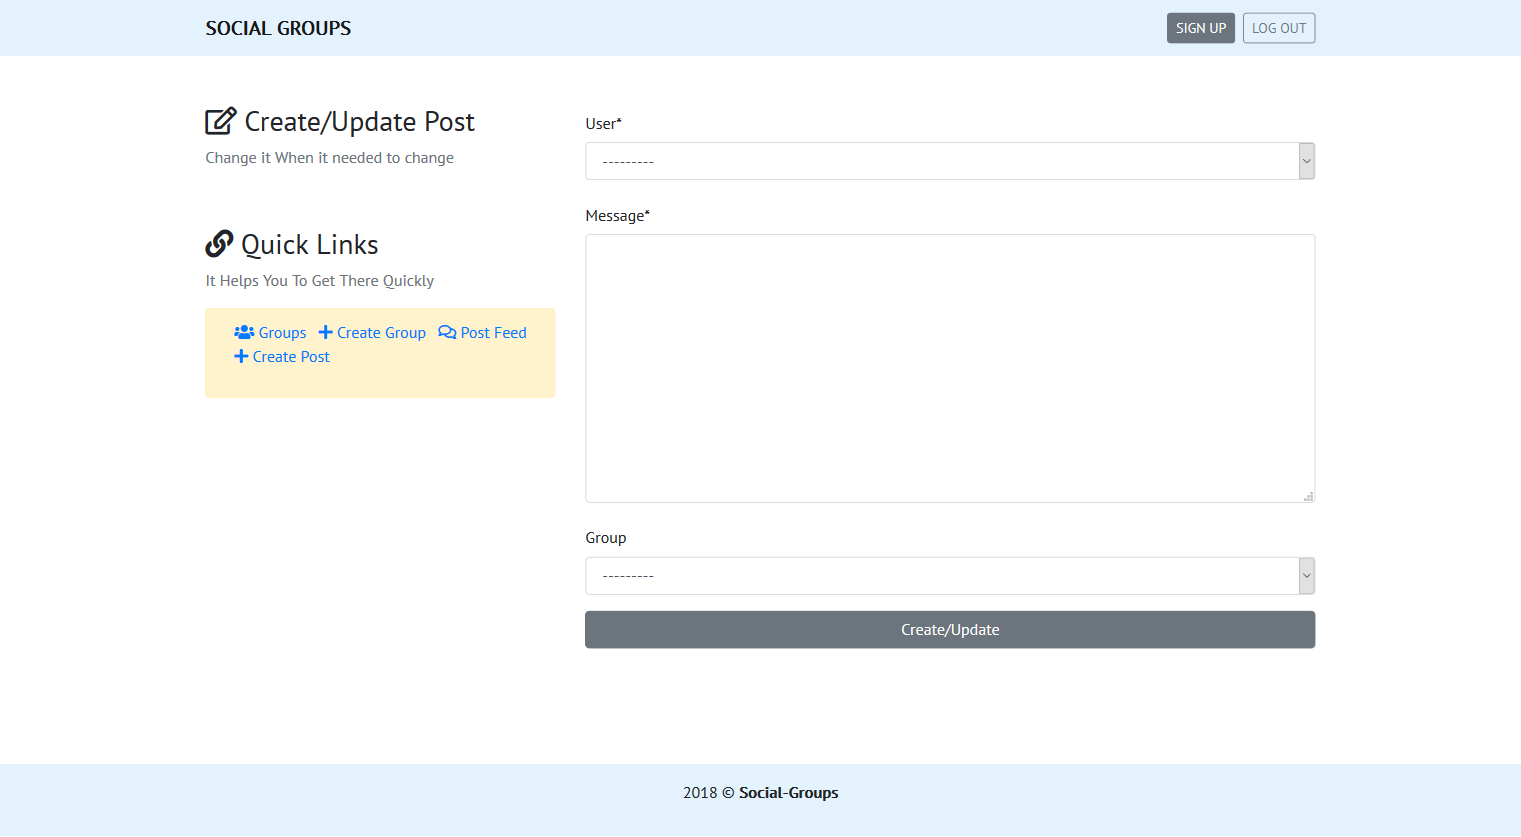 SOCIAL GROUPS
SIGN UP LOG OUT
Create/Update Post
Change it When it needed to change
Quick Links
It Helps You To Get There Quickly
Groups Create Group Post Feed
Create Post
User*
---------
Message*
Group
---------
Create/Update
2018 © Social-Groups